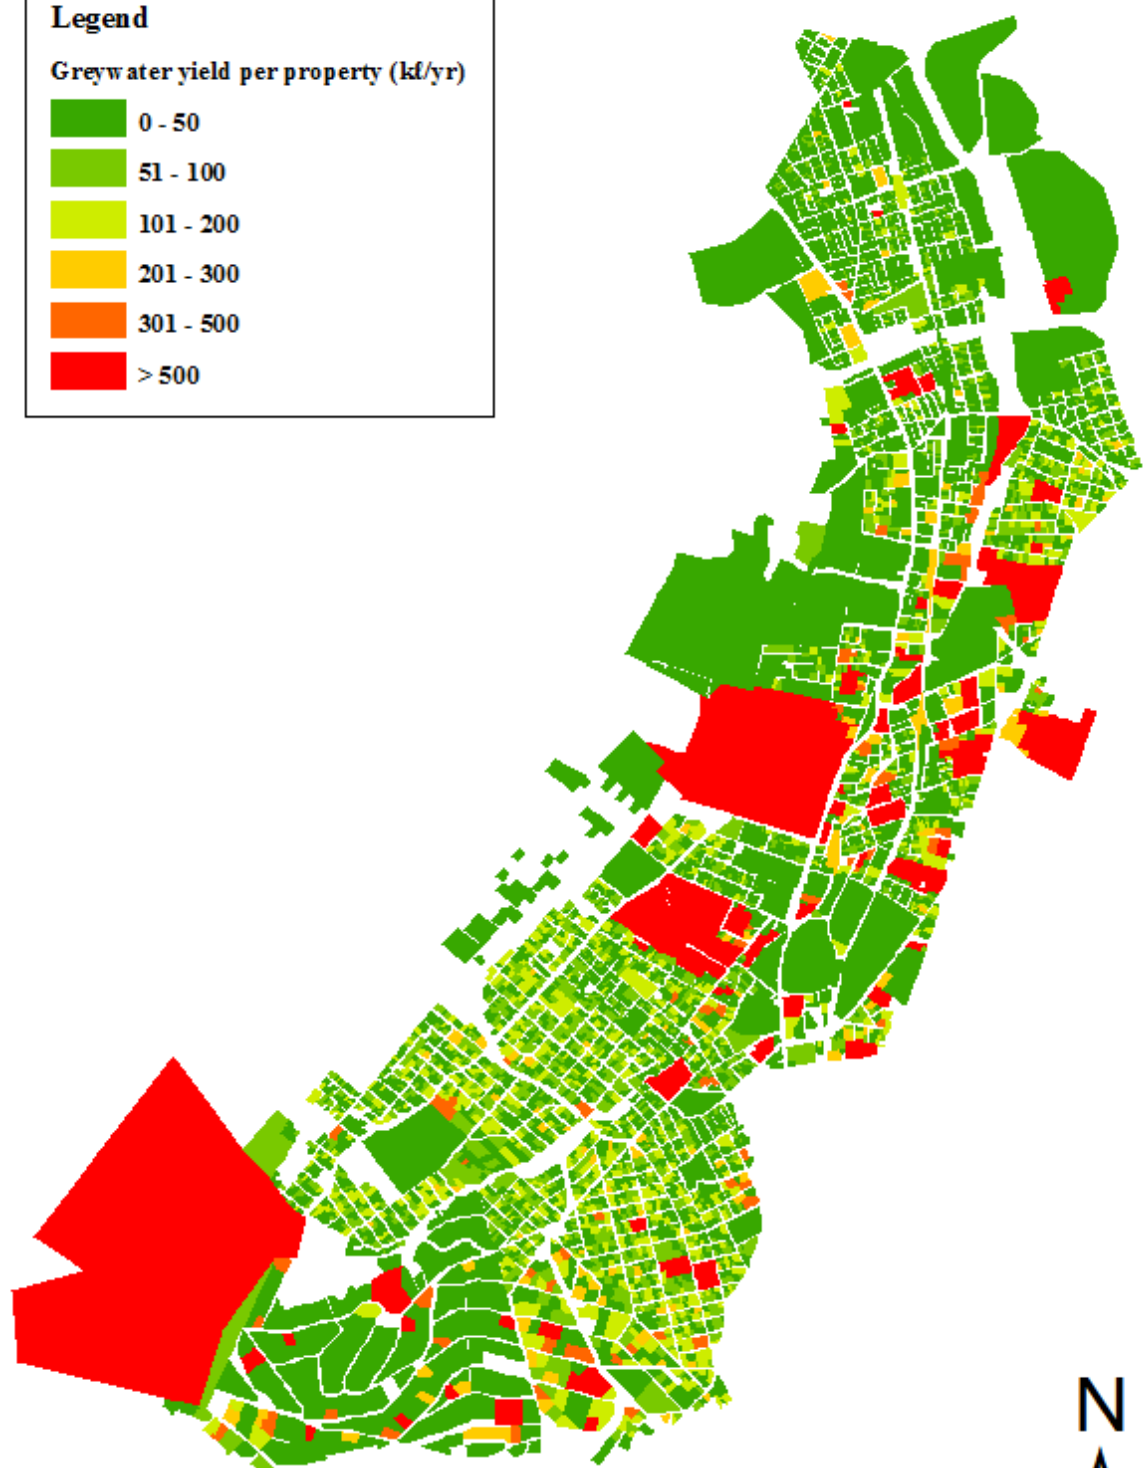 Legend
Greywater yield per property (kℓ/yr)
0 - 50
51 - 100
101 - 200
201 - 300
301 - 500
> 500
N